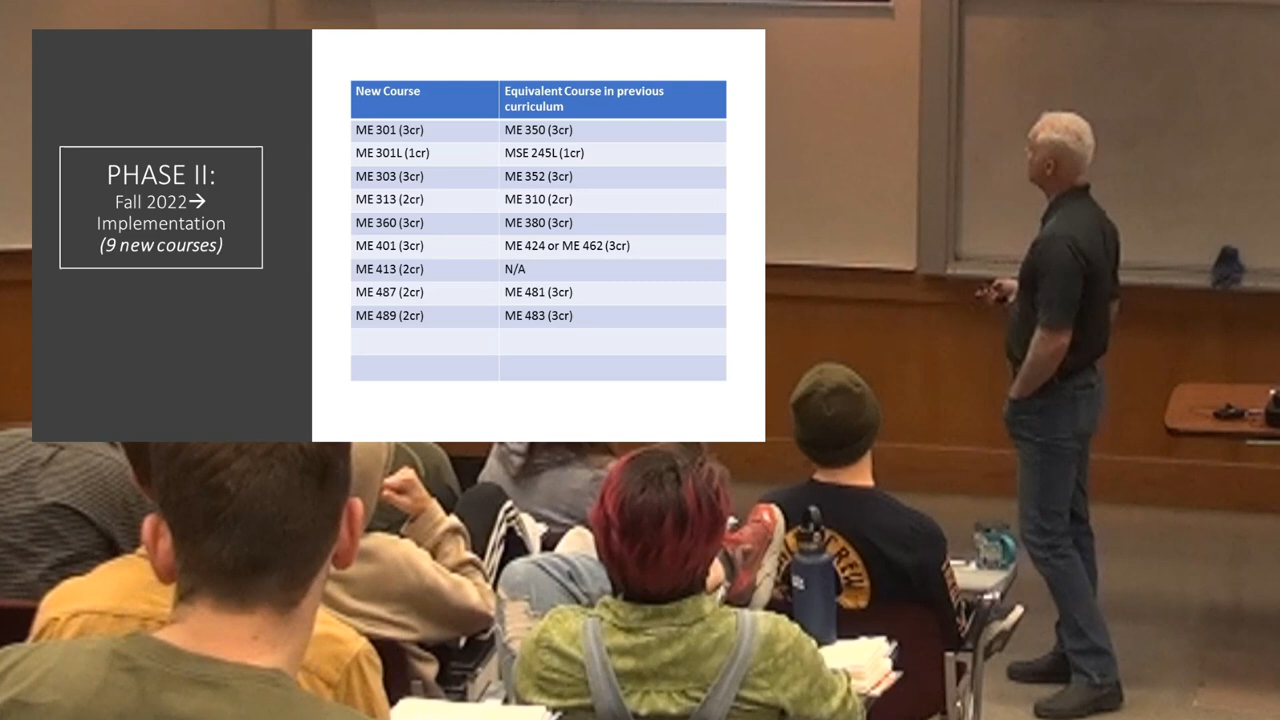 PHASE II:
Fall 2022→
Implementation
(9 new courses)
New Course Equivalent Course in previous
curriculum
ME 301 (3cr) ME 350 (3cr)
ME 301L (1cr) MSE 245L (1cr)
ME 303 (3cr) ME 352 (3cr)
ME 313 (2cr) ME 310 (2cr)
ME 360 (3cr) ME 380 (3cr)
ME 401 (3cr) ME 424 or ME 462 (3cr)
ME 413 (2cr) N/A
ME 487 (2cr) ME 481 (3cr)
ME 489 (2cr) ME 483 (3cr)
CREW